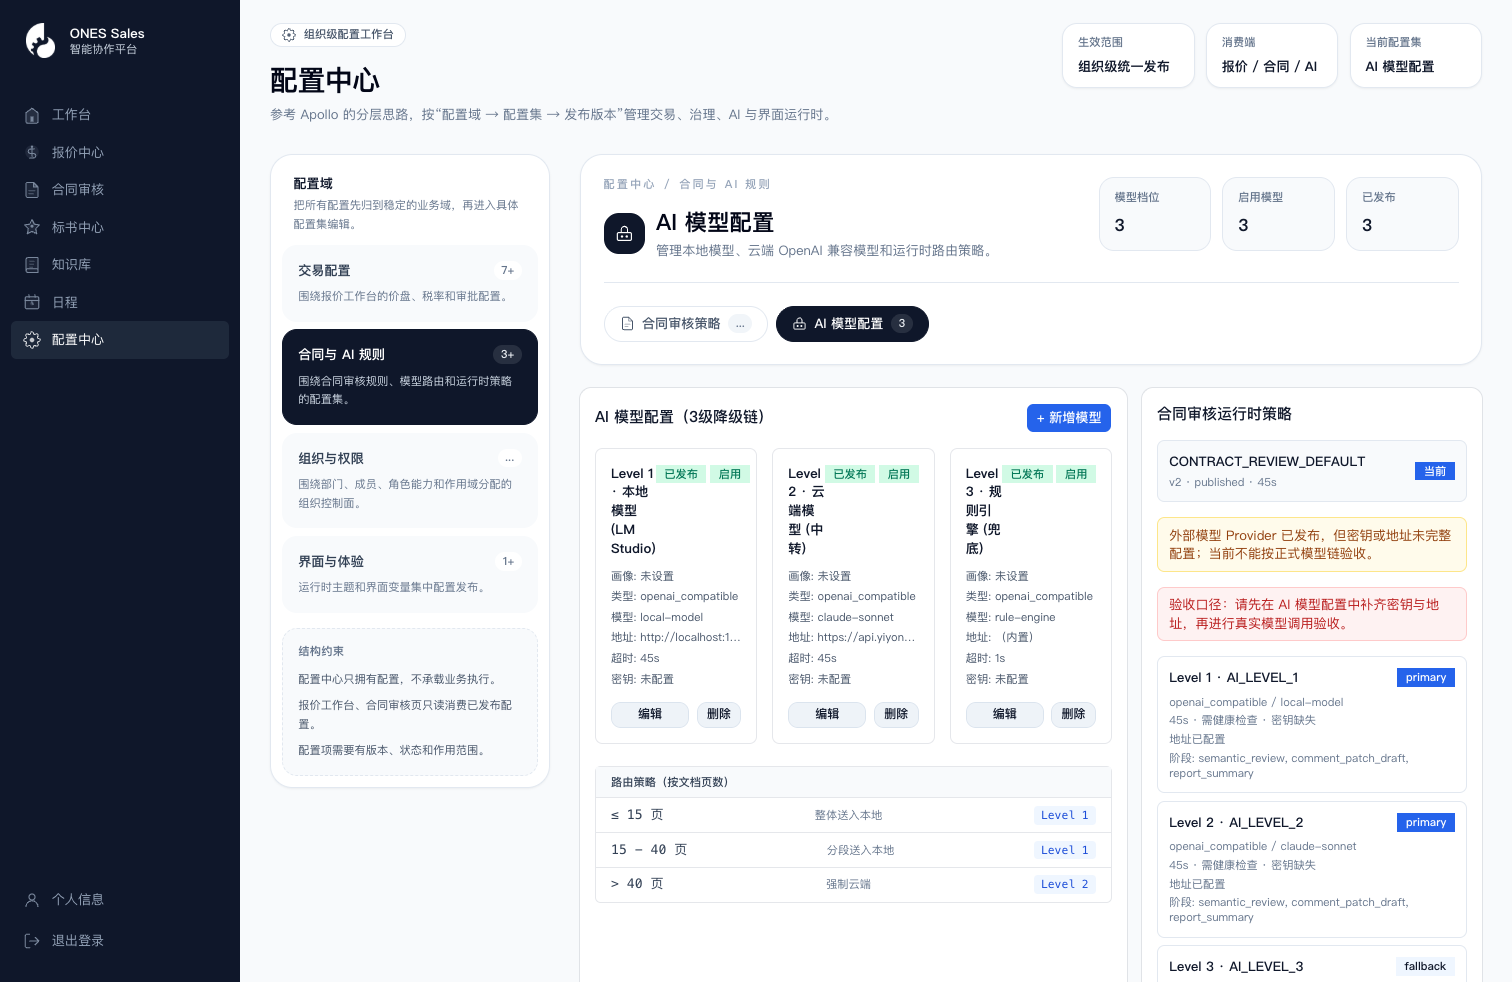 ONES Sales
智能协作平台
工作台
报价中心
合同审核
标书中心
知识库
日程
配置中心
个人信息
退出登录
组织级配置工作台
配置中心
参考 Apollo 的分层思路，按“配置域 → 配置集 → 发布版本”管理交易、治理、AI 与界面运行时。
生效范围
组织级统一发布
消费端
报价 / 合同 / AI
当前配置集
AI 模型配置
配置域
把所有配置先归到稳定的业务域，再进入具体
配置集编辑。
交易配置
7+
围绕报价工作台的价盘、税率和审批配置。
合同与 AI 规则
3+
围绕合同审核规则、模型路由和运行时策略
的配置集。
组织与权限
...
围绕部门、成员、角色能力和作用域分配的
组织控制面。
界面与体验
1+
运行时主题和界面变量集中配置发布。
结构约束
配置中心只拥有配置，不承载业务执行。
报价工作台、合同审核页只读消费已发布配
置。
配置项需要有版本、状态和作用范围。
配置中心 / 合同与 AI 规则
AI 模型配置
管理本地模型、云端 OpenAI 兼容模型和运行时路由策略。
模型档位
3
启用模型
3
已发布
3
合同审核策略 ...
AI 模型配置 3
AI 模型配置（3级降级链）
+ 新增模型
Level 1
· 本地
模型
(LM
Studio)
已发布 启用
画像: 未设置
类型: openai_compatible
模型: local-model
地址: http://localhost:1...
超时: 45s
密钥: 未配置
编辑 删除
Level
2 · 云
端模
型 (中
转)
已发布 启用
画像: 未设置
类型: openai_compatible
模型: claude-sonnet
地址: https://api.yiyon...
超时: 45s
密钥: 未配置
编辑 删除
Level
3 · 规
则引
擎 (兜
底)
已发布 启用
画像: 未设置
类型: openai_compatible
模型: rule-engine
地址: （内置）
超时: 1s
密钥: 未配置
编辑 删除
路由策略（按文档页数）
≤ 15 页 整体送入本地 Level 1
15 – 40 页 分段送入本地 Level 1
> 40 页 强制云端 Level 2
合同审核运行时策略
CONTRACT_REVIEW_DEFAULT
当前
v2 · published · 45s
外部模型 Provider 已发布，但密钥或地址未完整
配置；当前不能按正式模型链验收。
验收口径：请先在 AI 模型配置中补齐密钥与地
址，再进行真实模型调用验收。
Level 1 · AI_LEVEL_1
primary
openai_compatible / local-model
45s · 需健康检查 · 密钥缺失
地址已配置
阶段: semantic_review, comment_patch_draft,
report_summary
Level 2 · AI_LEVEL_2
primary
openai_compatible / claude-sonnet
45s · 需健康检查 · 密钥缺失
地址已配置
阶段: semantic_review, comment_patch_draft,
report_summary
Level 3 · AI_LEVEL_3
fallback